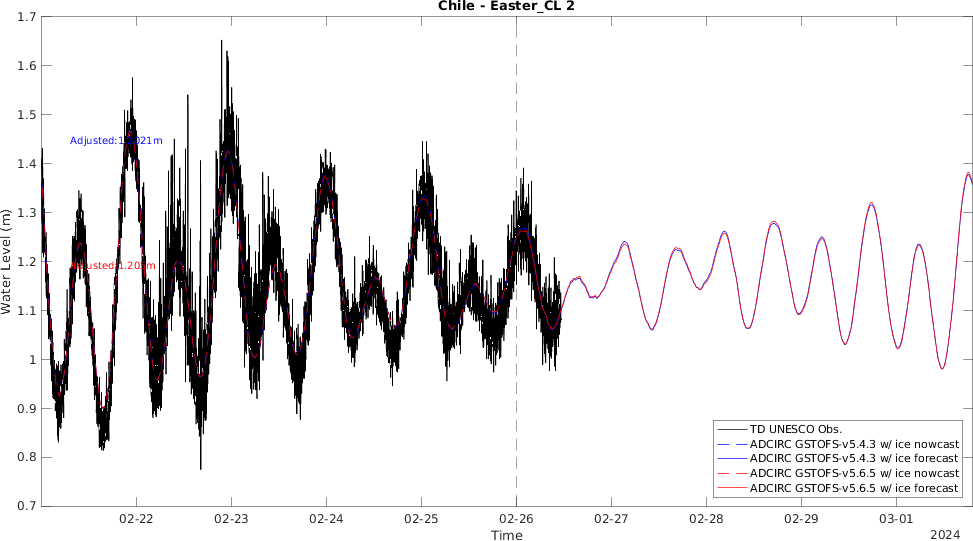 Chile - Easter_CL 2
1.7
1.6
1.5
1.4
1.3
1.2
1.1
1
0.9
0.8
0.7
Water Level (m)
Adjusted:1.2021m
Adjusted:1.202m
02-22
02-23
02-24
02-25
02-26
02-27
02-28
02-29
03-01
Time
2024
TD UNESCO Obs.
ADCIRC GSTOFS-v5.4.3 w/ ice nowcast
ADCIRC GSTOFS-v5.4.3 w/ ice forecast
ADCIRC GSTOFS-v5.6.5 w/ ice nowcast
ADCIRC GSTOFS-v5.6.5 w/ ice forecast